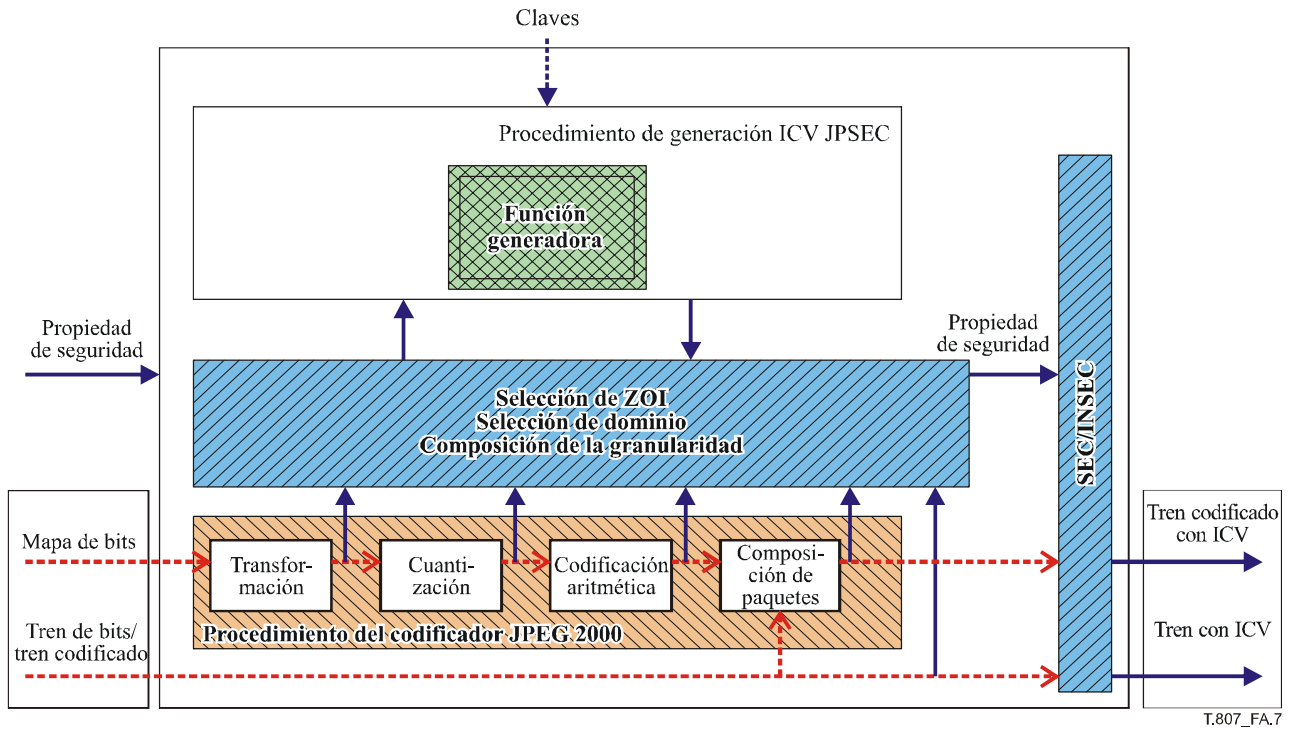 Claves
Procedimiento de generación ICV JPSEC
Función
generadora
Propiedad
de seguridad
Propiedad
de seguridad
Selección de ZOI
Selección de dominio
Composición de la granularidad
SEC/INSEC
Mapa de bits
Transfor-
mación
Cuanti-
zación
Codificación
aritmética
Composi-
ción de
paquetes
Tren codificado
con ICV
Procedimiento del codificador JPEG 2000
Tren de bits/
tren codificado
Tren con ICV
T.807_FA.7